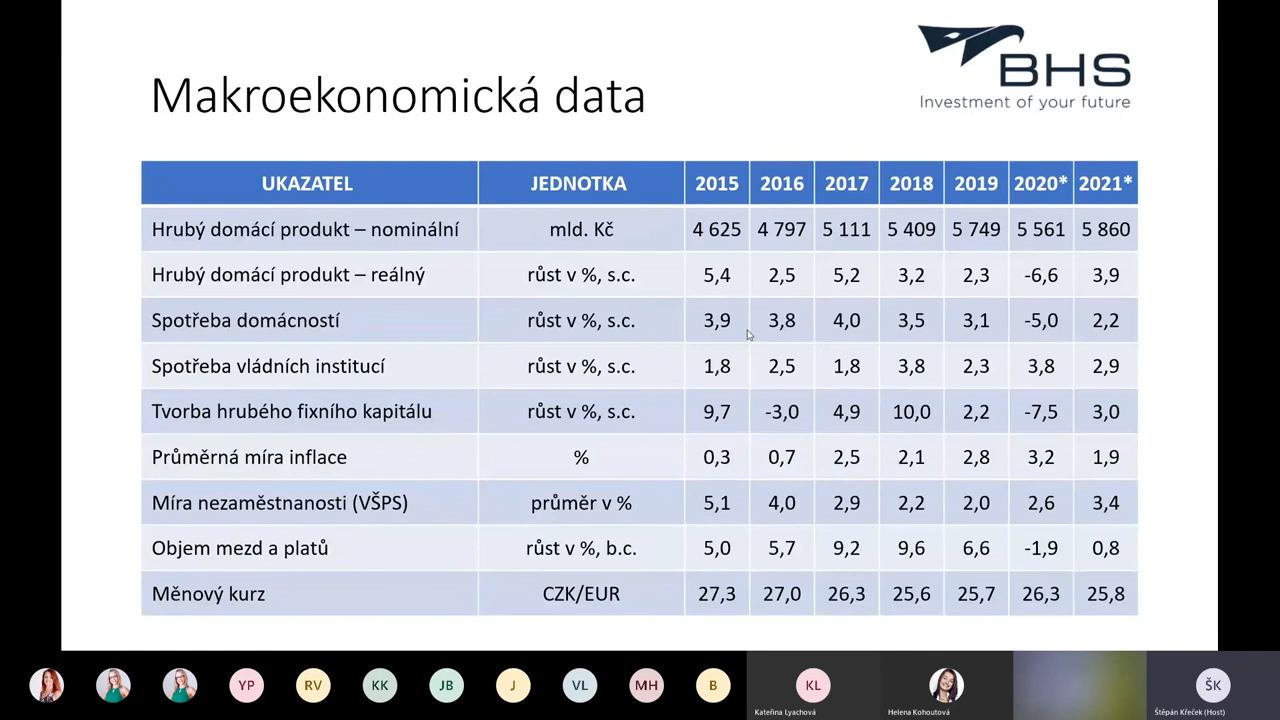 BHS
Investment of your future
Makroekonomická data
UKAZATEL JEDNOTKA 2015 2016 2017 2018 2019 2020* 2021*
Hrubý domácí produkt – nominální mld. Kč 4 625 4 797 5 111 5 409 5 749 5 561 5 860
Hrubý domácí produkt – reálný růst v %, s.c. 5,4 2,5 5,2 3,2 2,3 -6,6 3,9
Spotřeba domácností růst v %, s.c. 3,9 3,8 4,0 3,5 3,1 -5,0 2,2
Spotřeba vládních institucí růst v %, s.c. 1,8 2,5 1,8 3,8 2,3 3,8 2,9
Tvorba hrubého fixního kapitálu růst v %, s.c. 9,7 -3,0 4,9 10,0 2,2 -7,5 3,0
Průměrná míra inflace % 0,3 0,7 2,5 2,1 2,8 3,2 1,9
Míra nezaměstnanosti (VŠPS) průměr v % 5,1 4,0 2,9 2,2 2,0 2,6 3,4
Objem mezd a platů růst v %, b.c. 5,0 5,7 9,2 9,6 6,6 -1,9 0,8
Měnový kurz CZK/EUR 27,3 27,0 26,3 25,6 25,7 26,3 25,8
YP RV KK JB J VL MH B KL ŠK
Kateřina Lyachová Helena Kohoutová Štěpán Křeček (Host)